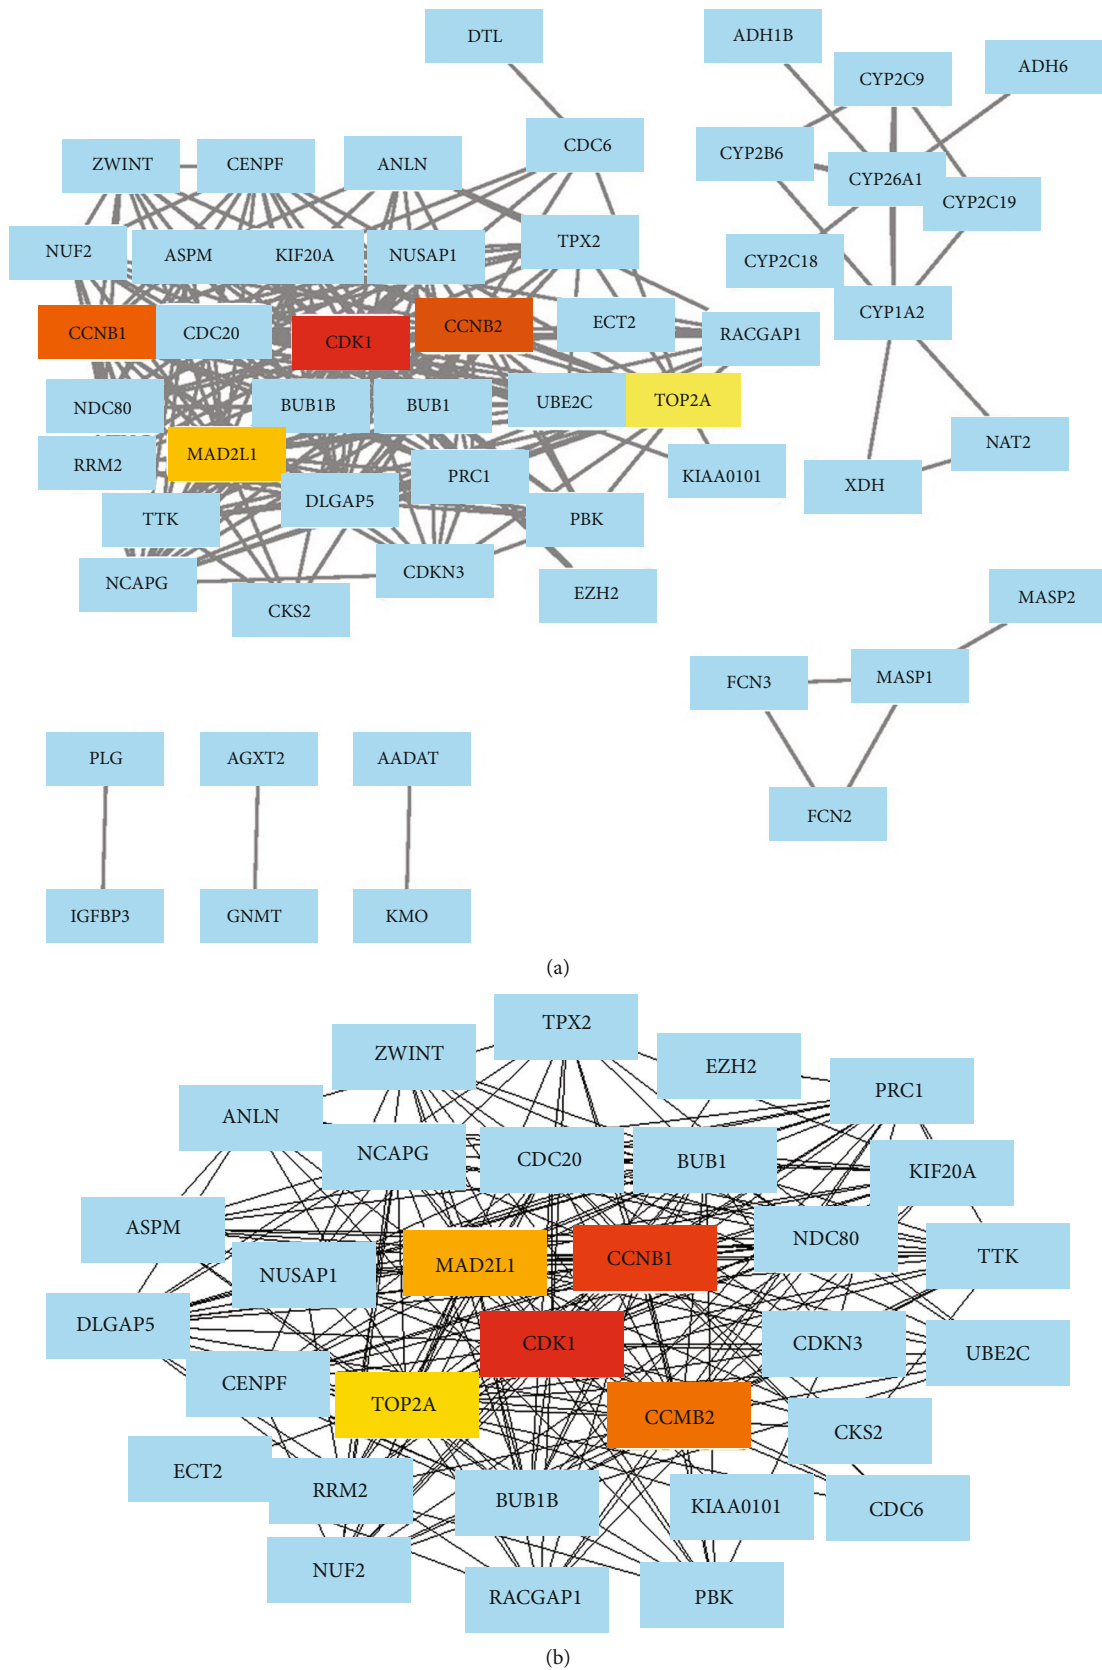 DTL
ADH1B
CYP2C9
ADH6
ZWINT
CENPF
ANLN
CDC6
CYP2B6
CYP26A1
CYP2C19
NUF2
ASPM
KIF20A
NUSAP1
TPX2
CYP2C18
CCNB1
CDC20
CDK1
CCNB2
ECT2
RACGAP1
CYP1A2
NDC80
BUB1B
BUB1
UBE2C
TOP2A
NAT2
RRM2
MAD2L1
PRC1
KIAA0101
XDH
TTK
DLGAP5
PBK
NCAPG
CKS2
CDKN3
EZH2
MASP2
FCN3
MASP1
FCN2
PLG
AGXT2
AADAT
IGFBP3
GNMT
KMO
(a)
TPX2
ZWINT
EZH2
PRC1
ANLN
NCAPG
CDC20
BUB1
KIF20A
ASPM
NUSAP1
MAD2L1
CCNB1
NDC80
TTK
DLGAP5
CENPF
CDK1
CDKN3
UBE2C
TOP2A
CCMB2
CKS2
ECT2
RRM2
BUB1B
KIAA0101
CDC6
NUF2
RACGAP1
PBK
(b)